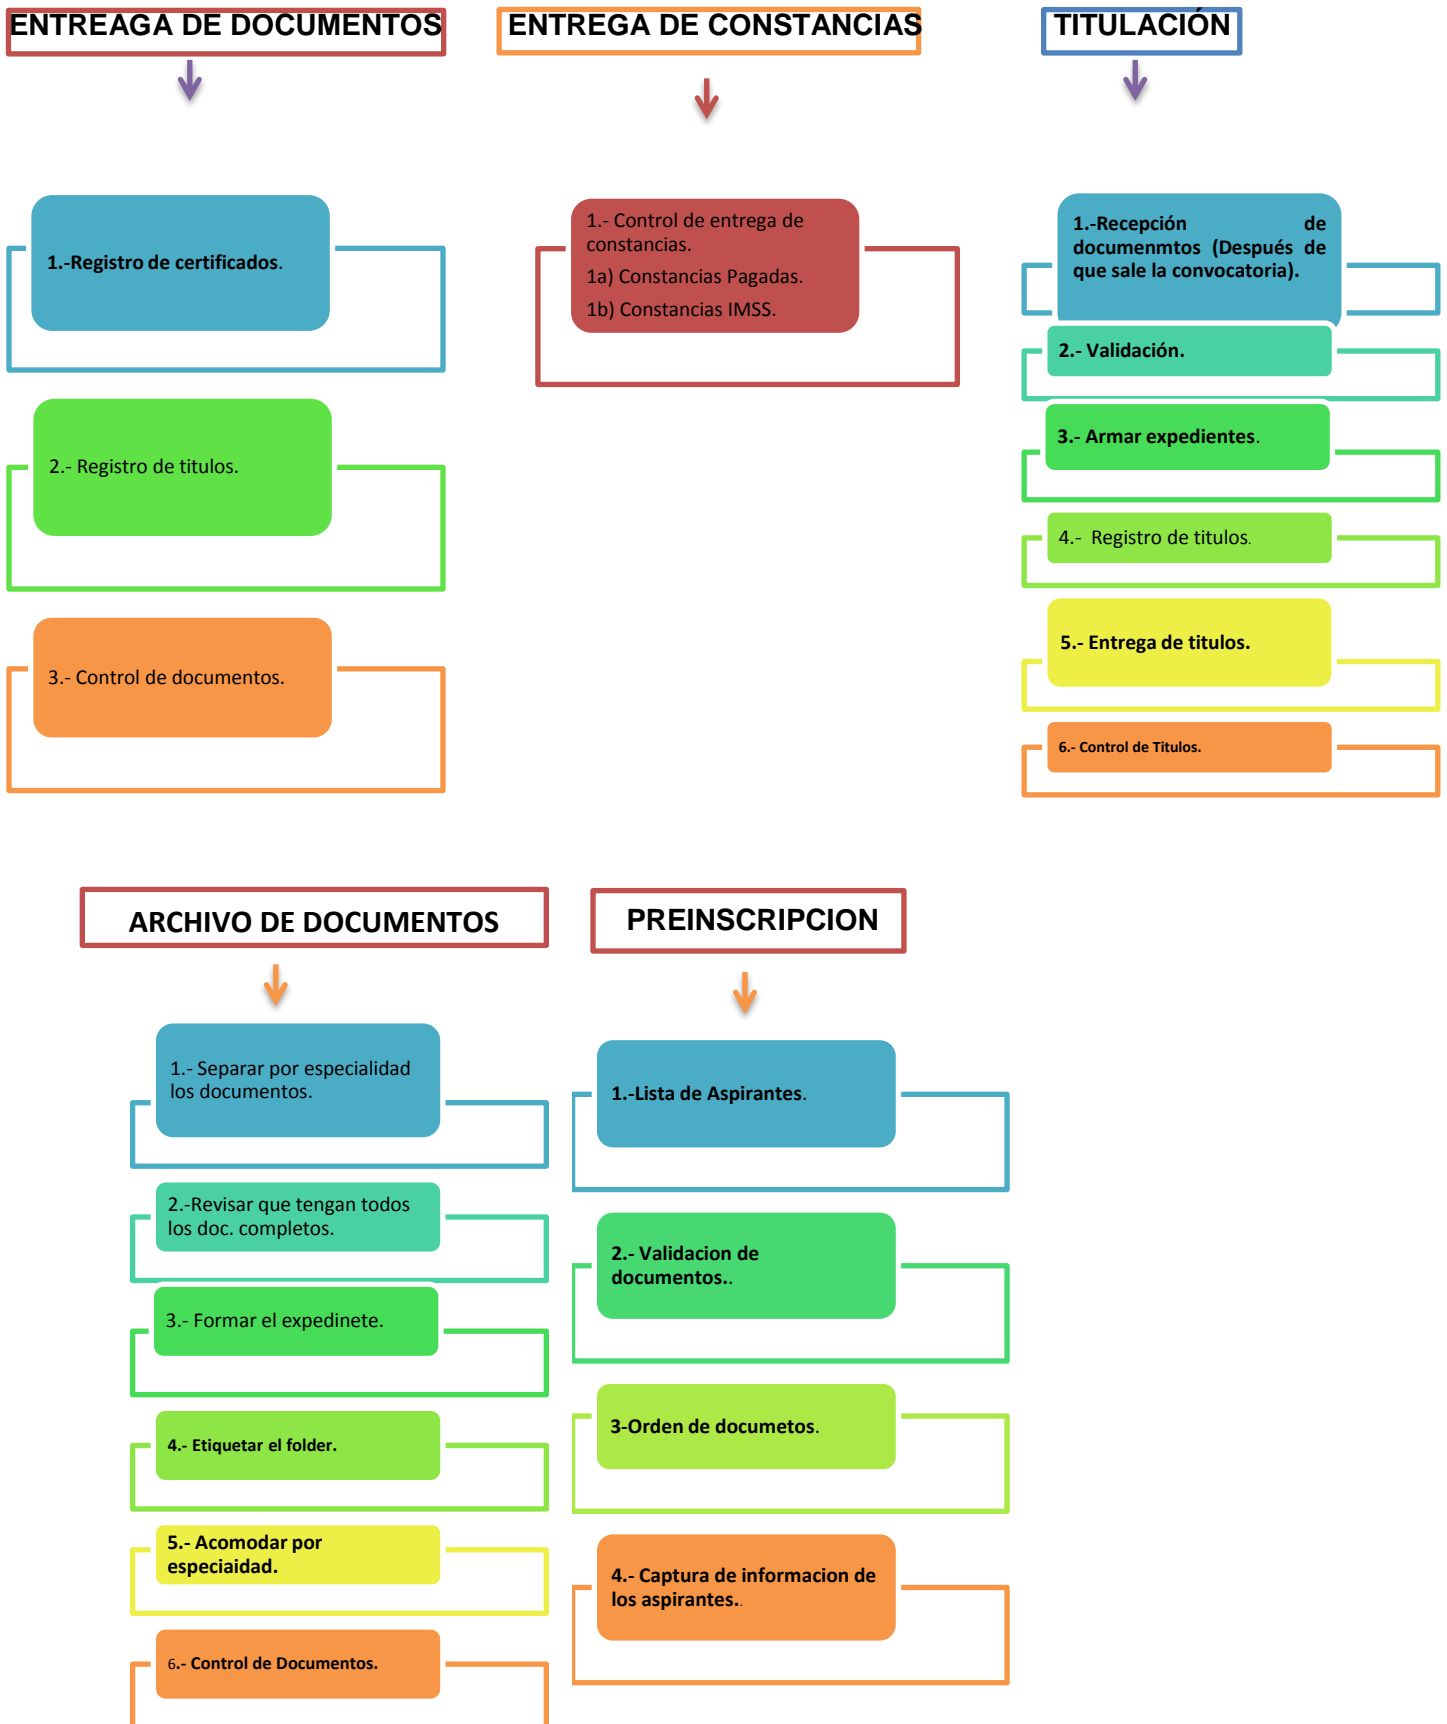 ENTREAGA DE DOCUMENTOS
1.-Registro de certificados.
2.- Registro de titulos.
3.- Control de documentos.
ENTREGA DE CONSTANCIAS
1.- Control de entrega de
constancias.
1a) Constancias Pagadas.
1b) Constancias IMSS.
TITULACIÓN
1.-Recepción de
documenmtos (Después de
que sale la convocatoria).
2.- Validación.
3.- Armar expedientes.
4.- Registro de titulos.
5.- Entrega de titulos.
6.- Control de Titulos.
ARCHIVO DE DOCUMENTOS
1.- Separar por especialidad
los documentos.
2.-Revisar que tengan todos
los doc. completos.
3.- Formar el expedinete.
4.- Etiquetar el folder.
5.- Acomodar por
especiaidad.
6.- Control de Documentos.
PREINSCRIPCION
1.-Lista de Aspirantes.
2.- Validacion de
documentos..
3-Orden de documetos.
4.- Captura de informacion de
los aspirantes..